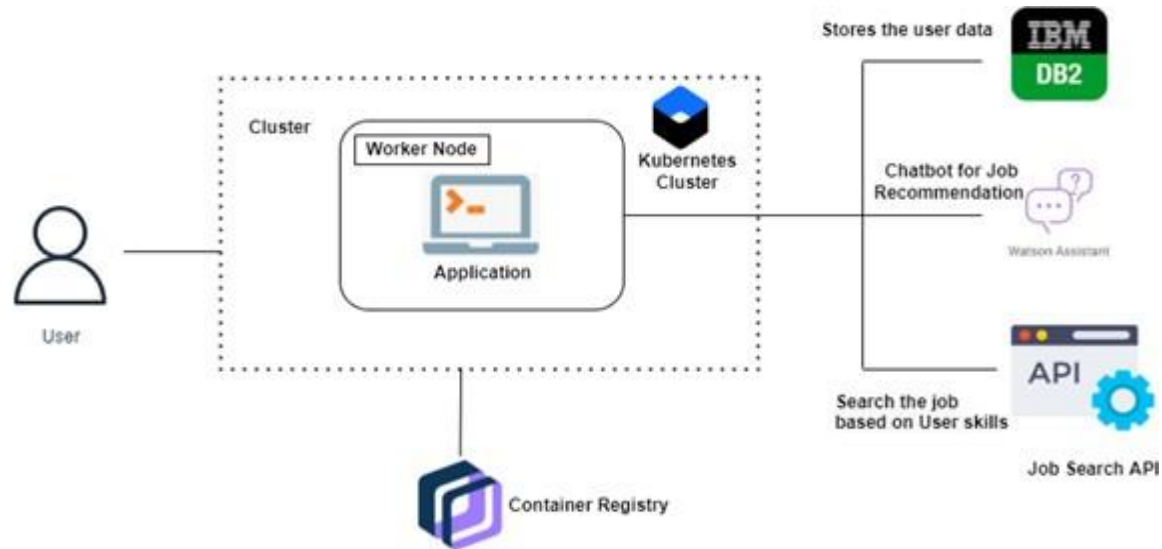 Stores the user data
IBM
DB2
Cluster
Worker Node
Kubernetes
Cluster
Application
Chatbot for Job
Recommendation
Watson Assistant
User
API
Search the job
based on User skills
Job Search API
Container Registry